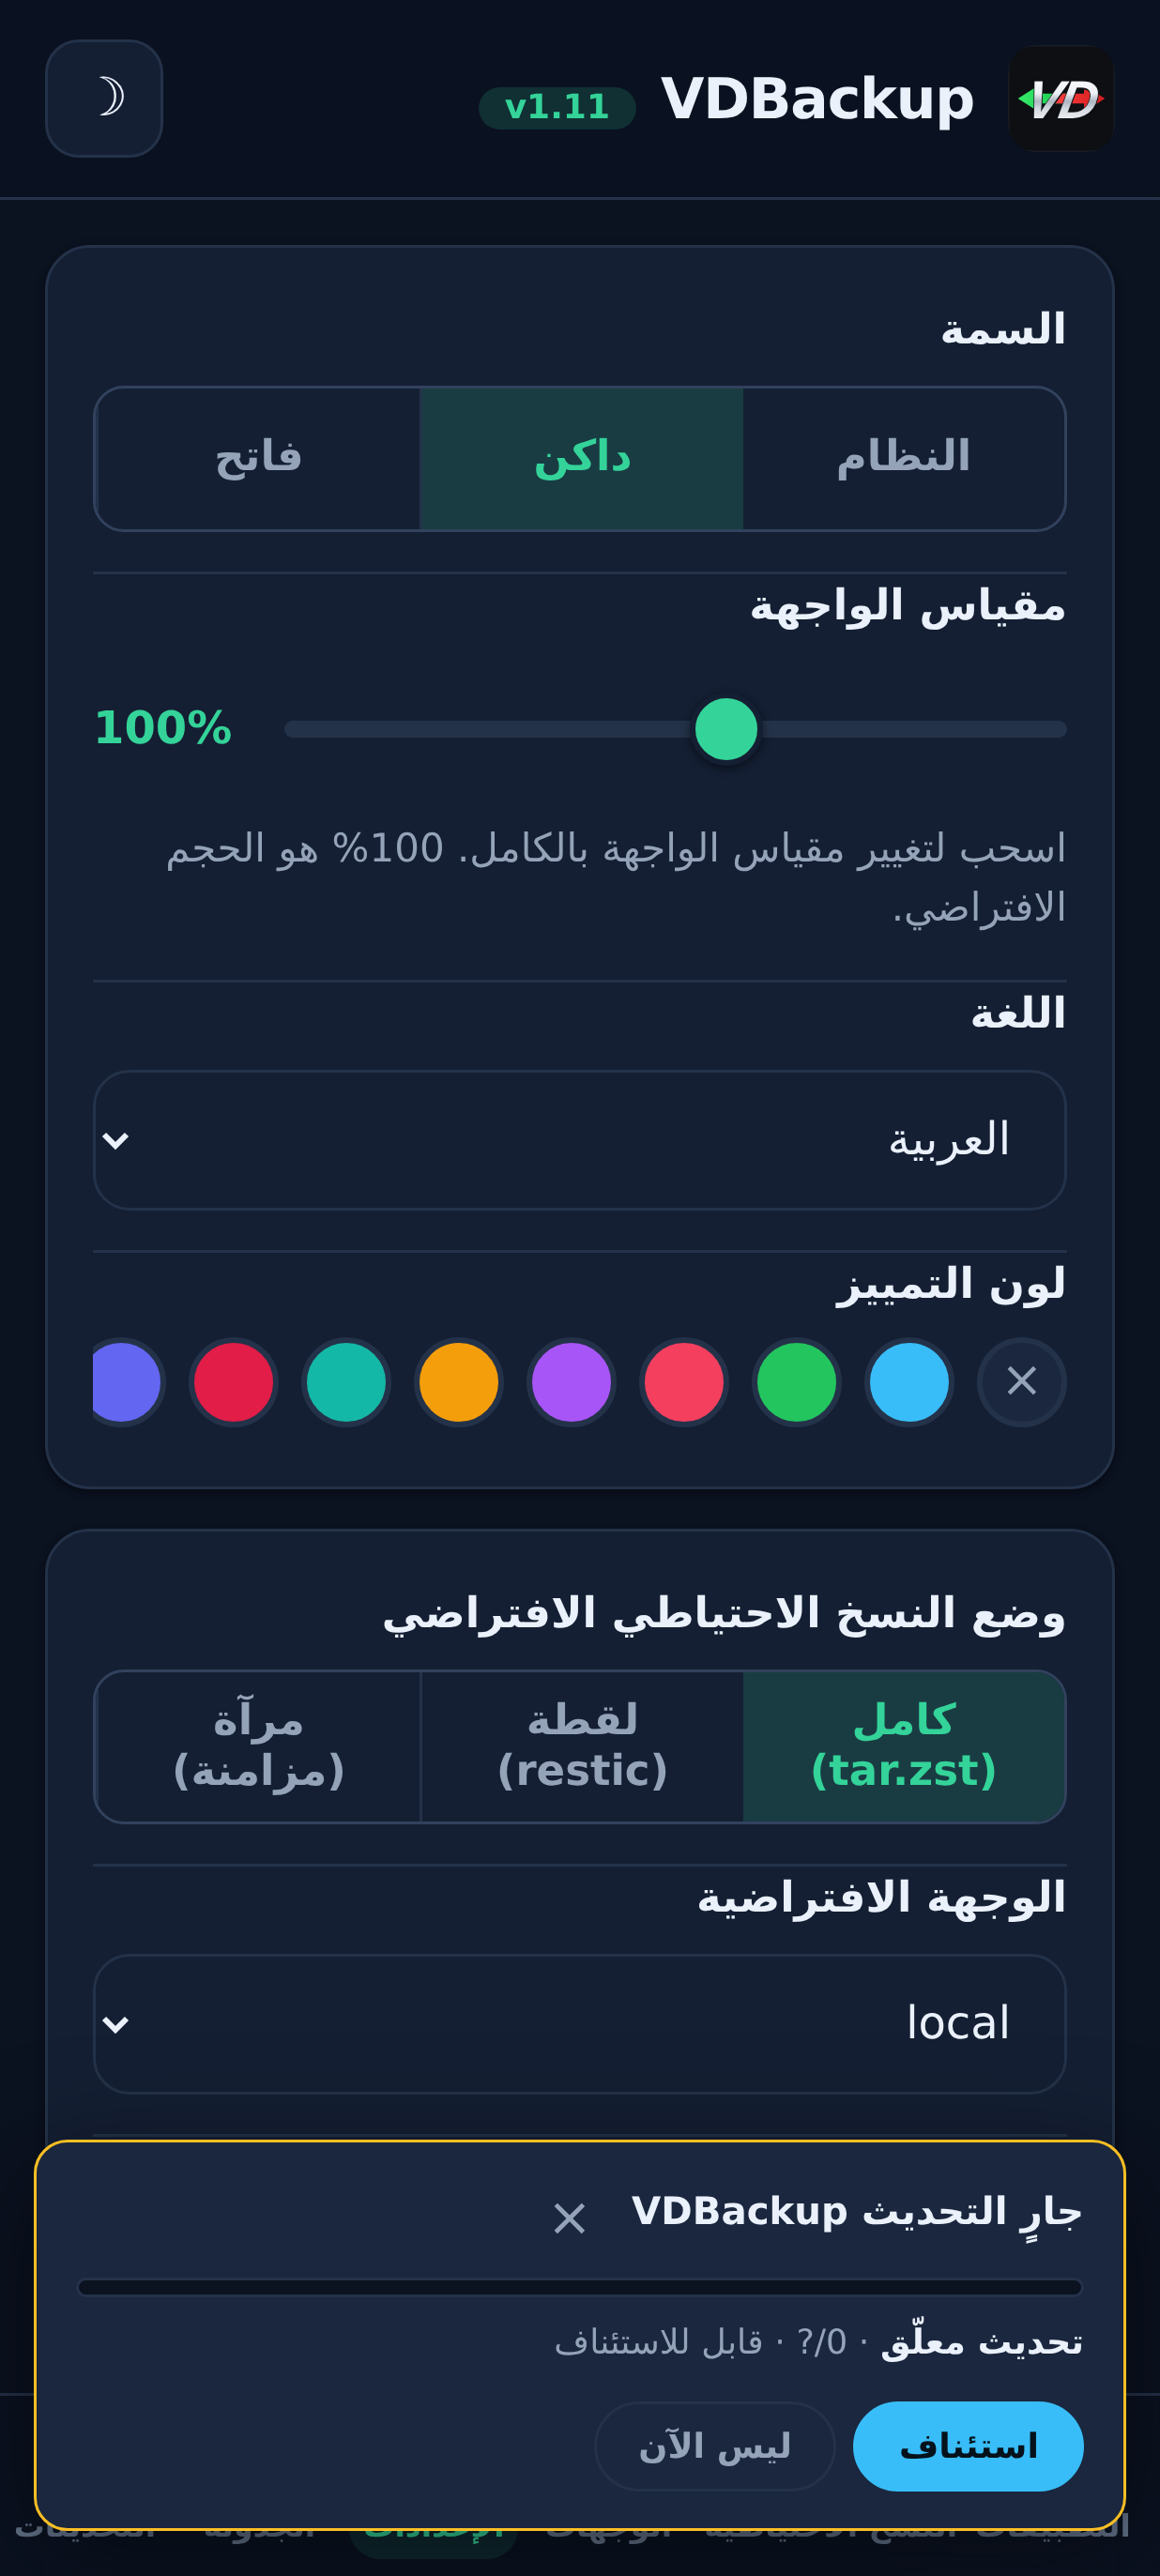 VD
VDBackup v1.11
السمة
النظام
داكن
فاتح
مقياس الواجهة
100%
اسحب لتغيير مقياس الواجهة بالكامل. 100% هو الحجم
الافتراضي.
اللغة
العربية
لون التمييز
وضع النسخ الاحتياطي الافتراضي
كامل
(tar.zst)
لقطة
(restic)
مرآة
(مزامنة)
الوجهة الافتراضية
local
جارٍ التحديث VDBackup
تحديث معلّق · 0/? · قابل للاستئناف
استئناف
ليس الآن